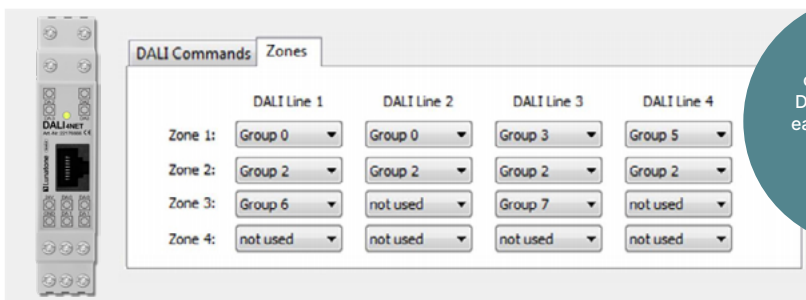 DALI Commands Zones
DALI Line 1 DALI Line 2 DALI Line 3 DALI Line 4
Zone 1: Group 0 Group 0 Group 3 Group 5
Zone 2: Group 2 Group 2 Group 2 Group 2
Zone 3: Group 6 not used Group 7 not used
Zone 4: not used not used not used not used
DALI 4NET
Lunatone